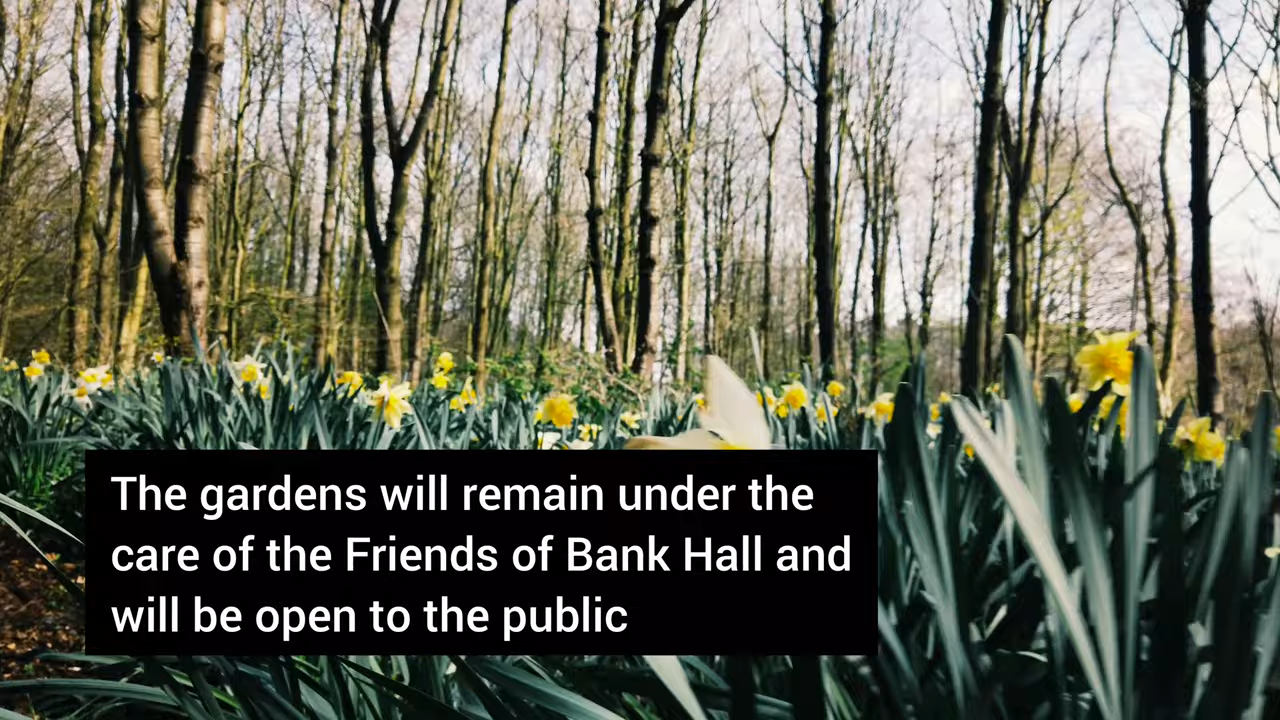 The gardens will remain under the
care of the Friends of Bank Hall and
will be open to the public